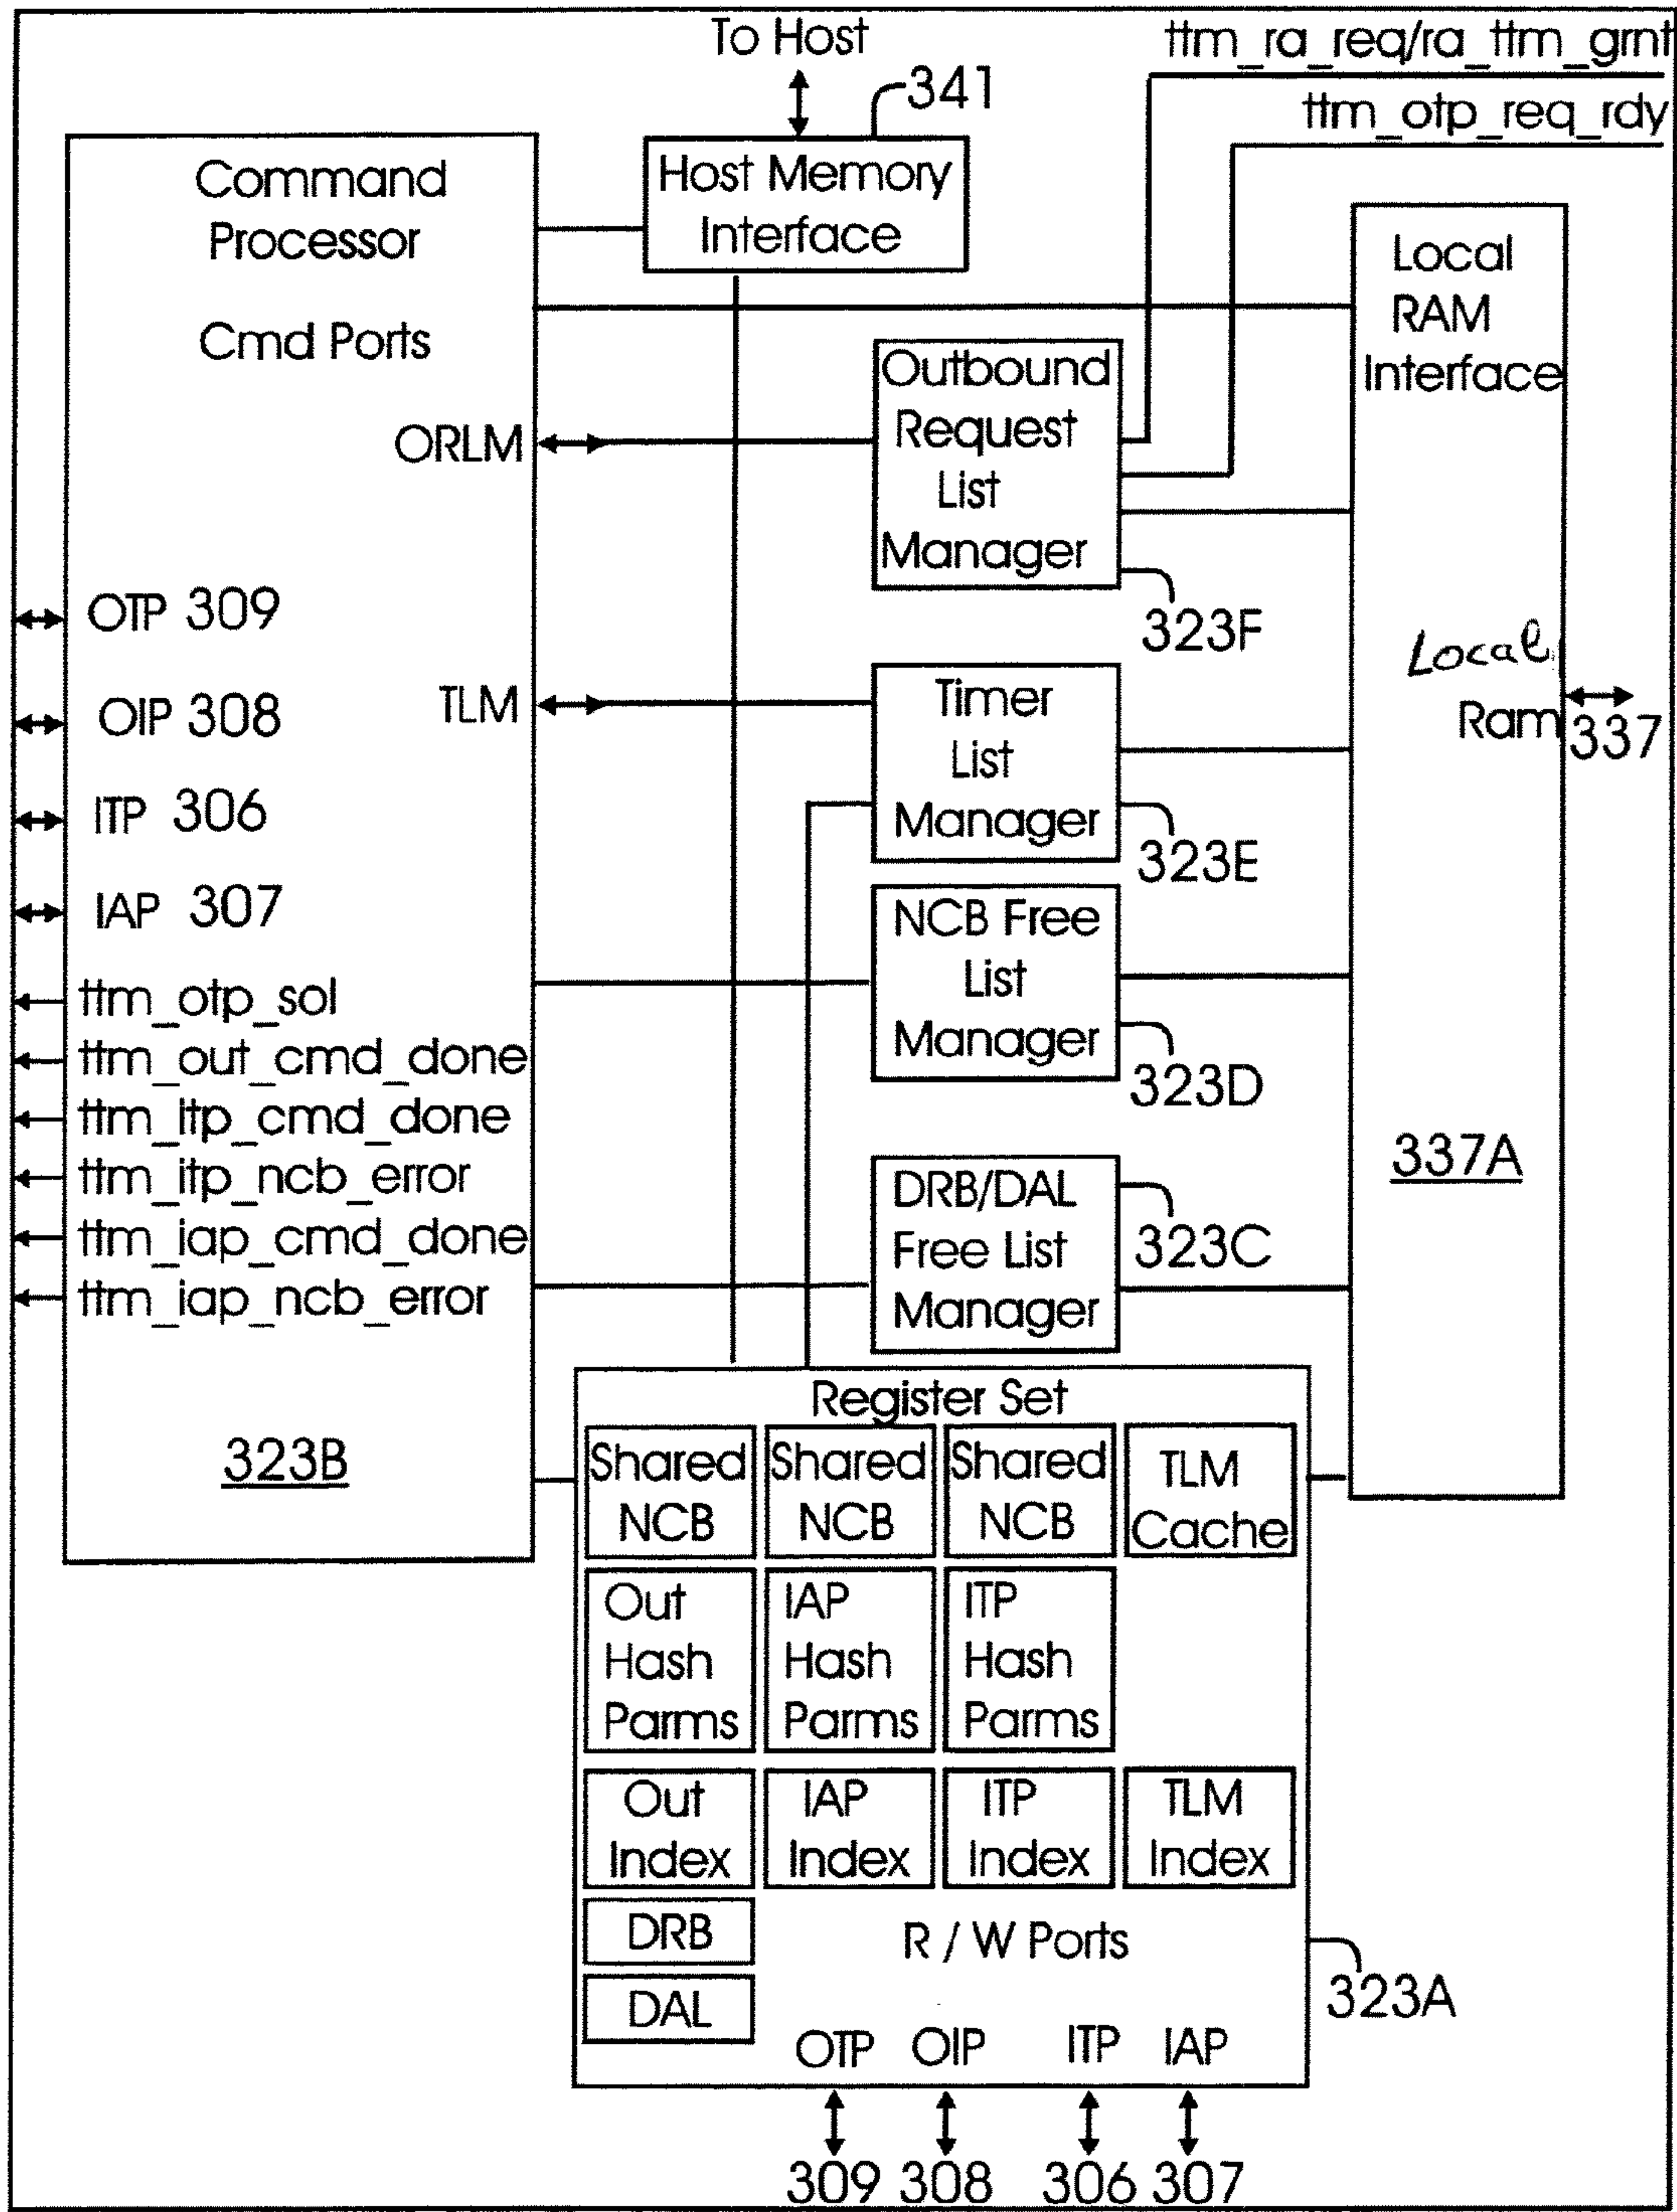 To Host
ttm_ra_req/ra_ttm_grnt
341
ttm_otp_req_rdy
Command
Processor
Host Memory
Interface
Local
RAM
Interface
Cmd Ports
Outbound
Request
List
Manager
ORLM
323F
OTP 309
Local
Ram
337
OIP 308
TLM
Timer
List
Manager
323E
ITP 306
IAP 307
NCB Free
List
Manager
323D
ttm_otp_sol
ttm_out_cmd_done
ttm_itp_cmd_done
ttm_itp_ncb_error
ttm_iap_cmd_done
ttm_iap_ncb_error
DRB/DAL
Free List
Manager
323C
337A
323B
Register Set
Shared
NCB
Shared
NCB
Shared
NCB
TLM
Cache
Out
Hash
Parms
IAP
Hash
Parms
ITP
Hash
Parms
Out
Index
IAP
Index
ITP
Index
TLM
Index
DRB
R / W Ports
DAL
323A
OTP OIP ITP IAP
309 308 306 307